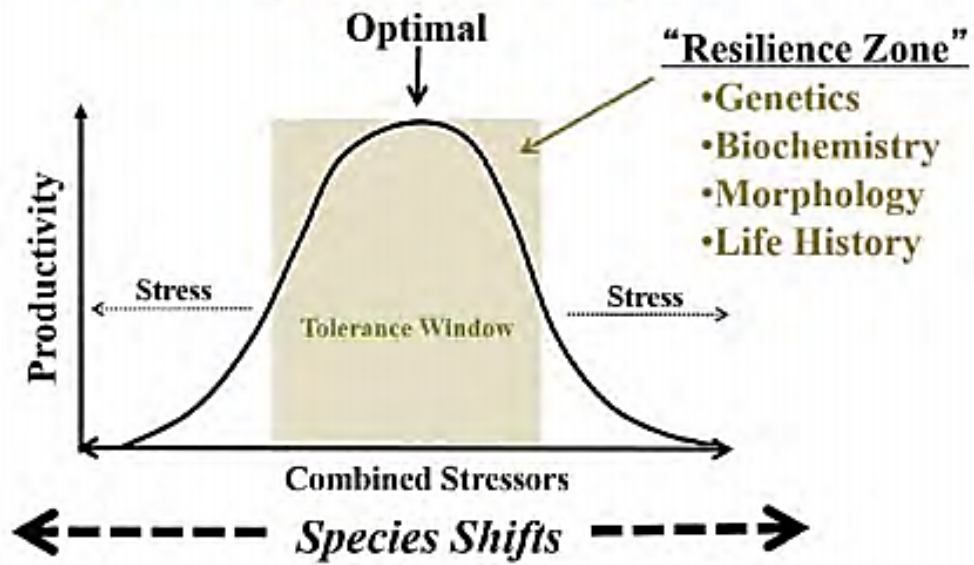 Optimal
“Resilience Zone”
•Genetics
•Biochemistry
•Morphology
•Life History
Productivity
Stress
Stress
Tolerance Window
Combined Stressors
Species Shifts